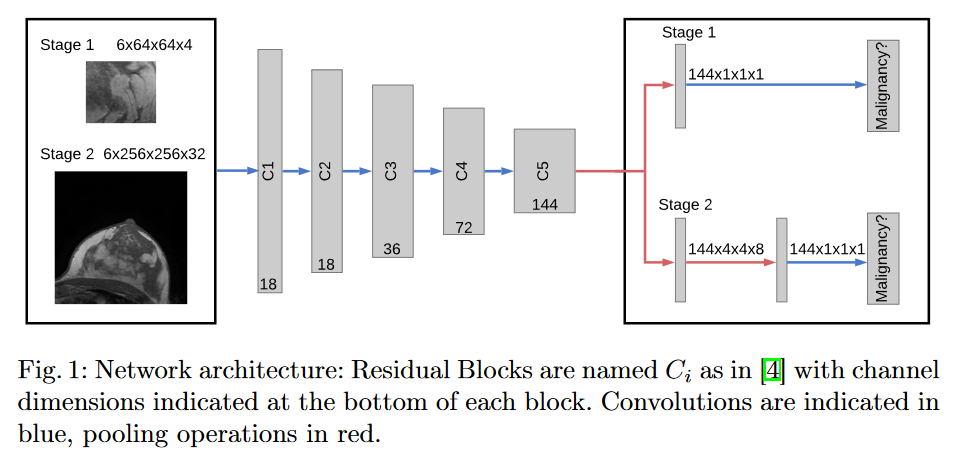 Stage 1 6x64x64x4
Stage 2 6x256x256x32
C1
18
C2
18
C3
36
C4
72
C5
144
Stage 1
144x1x1x1
Malignancy?
Stage 2
144x4x4x8
144x1x1x1
Malignancy?
Fig. 1: Network architecture: Residual Blocks are named Ci as in [4] with channel
dimensions indicated at the bottom of each block. Convolutions are indicated in
blue, pooling operations in red.